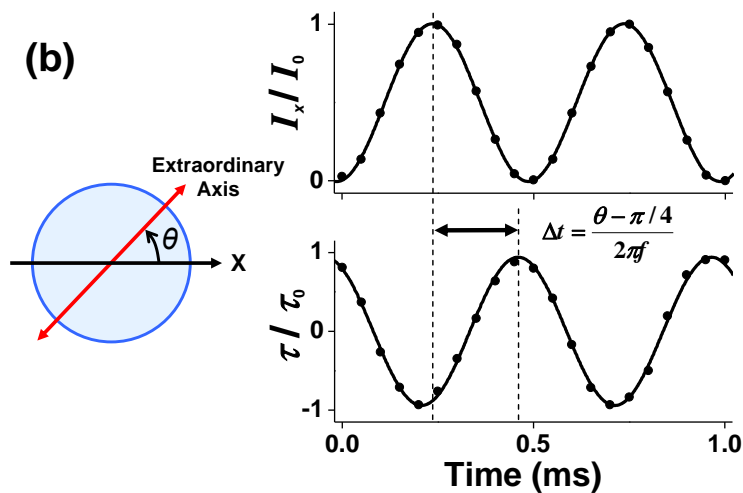 (b)
Extraordinary
Axis
θ
X
I_x / I_0
1
0
Δt = (θ − π / 4) / (2πf)
τ / τ_0
1
0
-1
0.0 0.5 1.0
Time (ms)